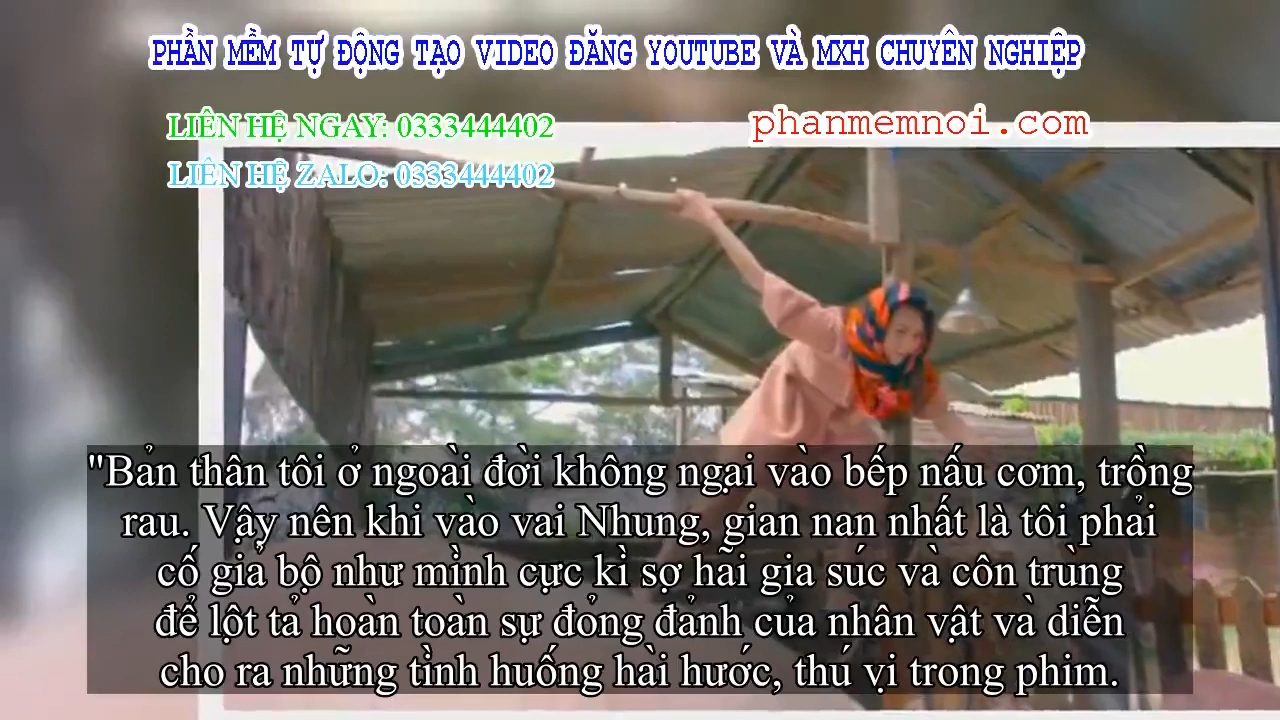 PHẦN MỀM TỰ ĐỘNG TẠO VIDEO ĐĂNG YOUTUBE VÀ MXH CHUYÊN NGHIỆP
LIÊN HỆ NGAY: 0333444402
phanmemnoi.com
LIÊN HỆ ZALO: 0333444402
"Bản thân tôi ở ngoài đời không ngại vào bếp nấu cơm, trồng
rau. Vậy nên khi vào vai Nhung, gian nan nhất là tôi phải
cố giả bộ như mình cực kì sợ hãi gia súc và côn trùng
để lột tả hoàn toàn sự đỏng đảnh của nhân vật và diễn
cho ra những tình huống hài hước, thú vị trong phim.